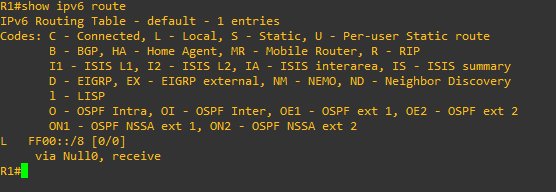 R1#show ipv6 route
IPv6 Routing Table - default - 1 entries
Codes: C - Connected, L - Local, S - Static, U - Per-user Static route
B - BGP, HA - Home Agent, MR - Mobile Router, R - RIP
I1 - ISIS L1, I2 - ISIS L2, IA - ISIS interarea, IS - ISIS summary
D - EIGRP, EX - EIGRP external, NM - NEMO, ND - Neighbor Discovery
l - LISP
O - OSPF Intra, OI - OSPF Inter, OE1 - OSPF ext 1, OE2 - OSPF ext 2
ON1 - OSPF NSSA ext 1, ON2 - OSPF NSSA ext 2
L FF00::/8 [0/0]
via Null0, receive
R1#